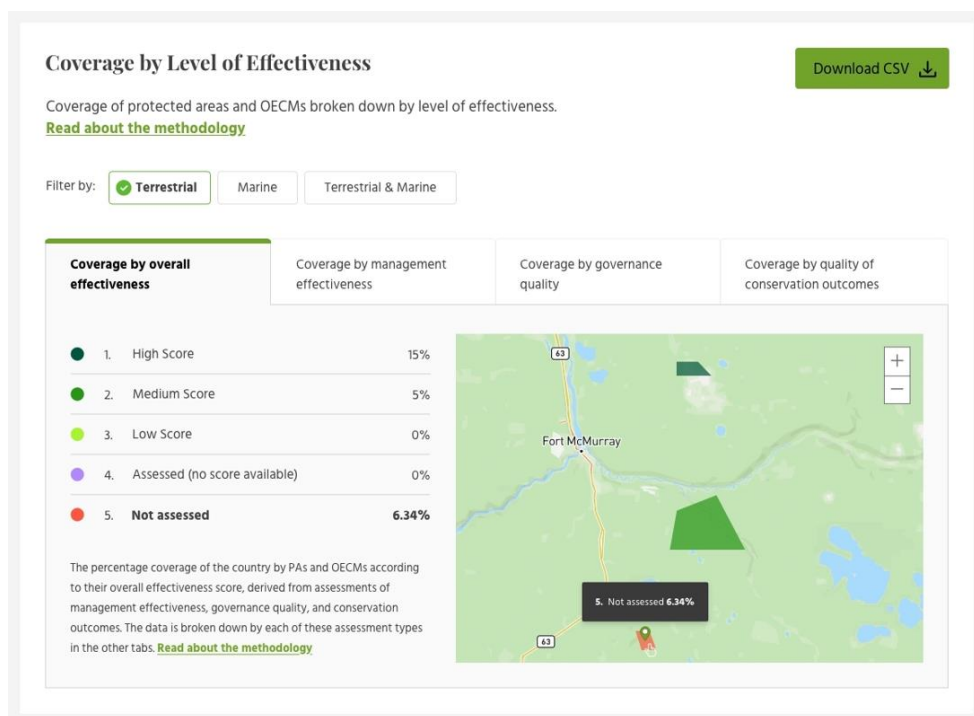 Coverage by Level of Effectiveness
Download CSV
Coverage of protected areas and OECMs broken down by level of effectiveness.
Read about the methodology
Filter by:
Terrestrial
Marine
Terrestrial & Marine
Coverage by overall
effectiveness
Coverage by management
effectiveness
Coverage by governance
quality
Coverage by quality of
conservation outcomes
1. High Score 15%
2. Medium Score 5%
3. Low Score 0%
4. Assessed (no score available) 0%
5. Not assessed 6.34%
The percentage coverage of the country by PAs and OECMs according
to their overall effectiveness score, derived from assessments of
management effectiveness, governance quality, and conservation
outcomes. The data is broken down by each of these assessment types
in the other tabs. Read about the methodology
63
+
−
Fort McMurray
5. Not assessed 6.34%
63